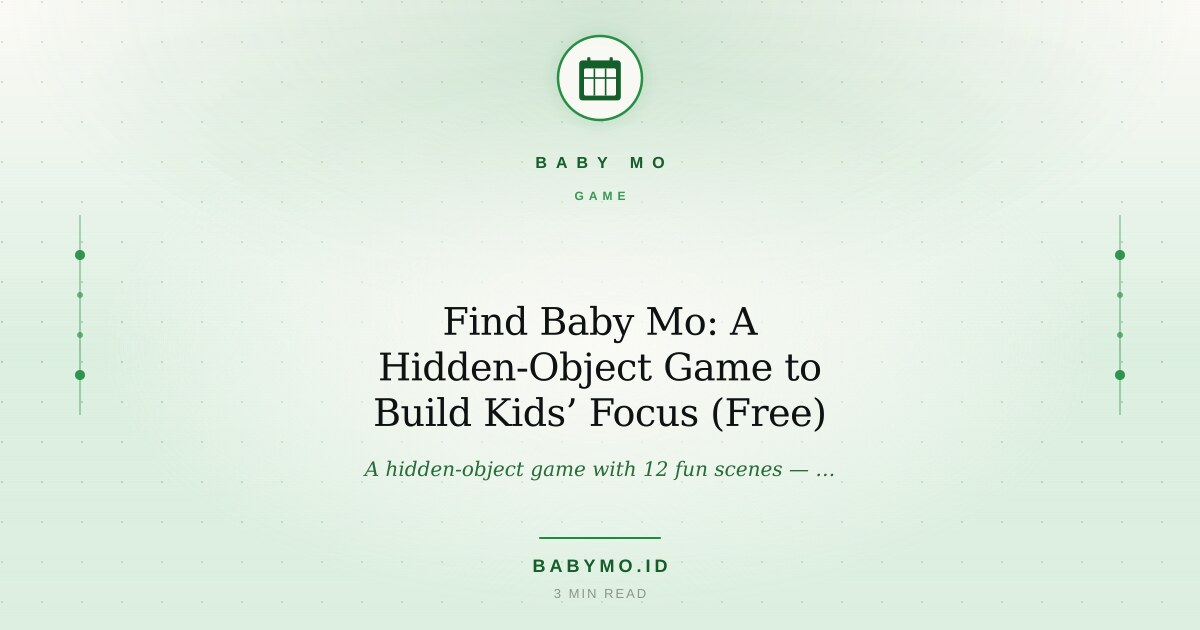 BABY MO
GAME
Find Baby Mo: A
Hidden-Object Game to
Build Kids’ Focus (Free)
A hidden-object game with 12 fun scenes — …
BABYMO.ID
3 MIN READ